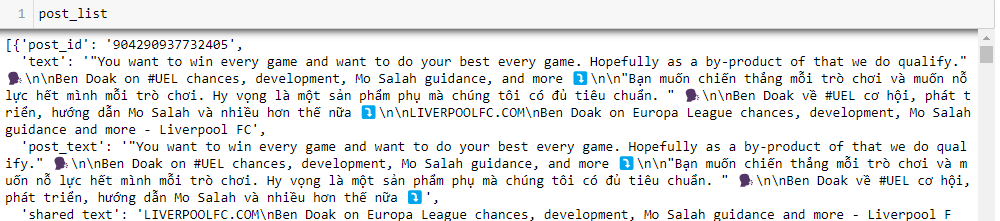 1 post_list
[{'post_id': '904290937732405',
'text': '"You want to win every game and want to do your best every game. Hopefully as a by-product of that we do qualify."
🗣️\n\nBen Doak on #UEL chances, development, Mo Salah guidance, and more ⤵️\n\n"Bạn muốn chiến thắng mỗi trò chơi và muốn nỗ
lực hết mình mỗi trò chơi. Hy vọng là một sản phẩm phụ mà chúng tôi có đủ tiêu chuẩn. " 🗣️\n\nBen Doak về #UEL cơ hội, phát t
riển, hướng dẫn Mo Salah và nhiều hơn thế nữa ⤵️\n\nLIVERPOOLFC.COM\nBen Doak on Europa League chances, development, Mo Salah
guidance and more - Liverpool FC',
'post_text': '"You want to win every game and want to do your best every game. Hopefully as a by-product of that we do qual
ify." 🗣️\n\nBen Doak on #UEL chances, development, Mo Salah guidance, and more ⤵️\n\n"Bạn muốn chiến thắng mỗi trò chơi và m
uốn nỗ lực hết mình mỗi trò chơi. Hy vọng là một sản phẩm phụ mà chúng tôi có đủ tiêu chuẩn. " 🗣️\n\nBen Doak về #UEL cơ hội,
phát triển, hướng dẫn Mo Salah và nhiều hơn thế nữa ⤵️',
'shared_text': 'LIVERPOOLFC.COM\nBen Doak on Europa League chances, development, Mo Salah guidance and more - Liverpool F